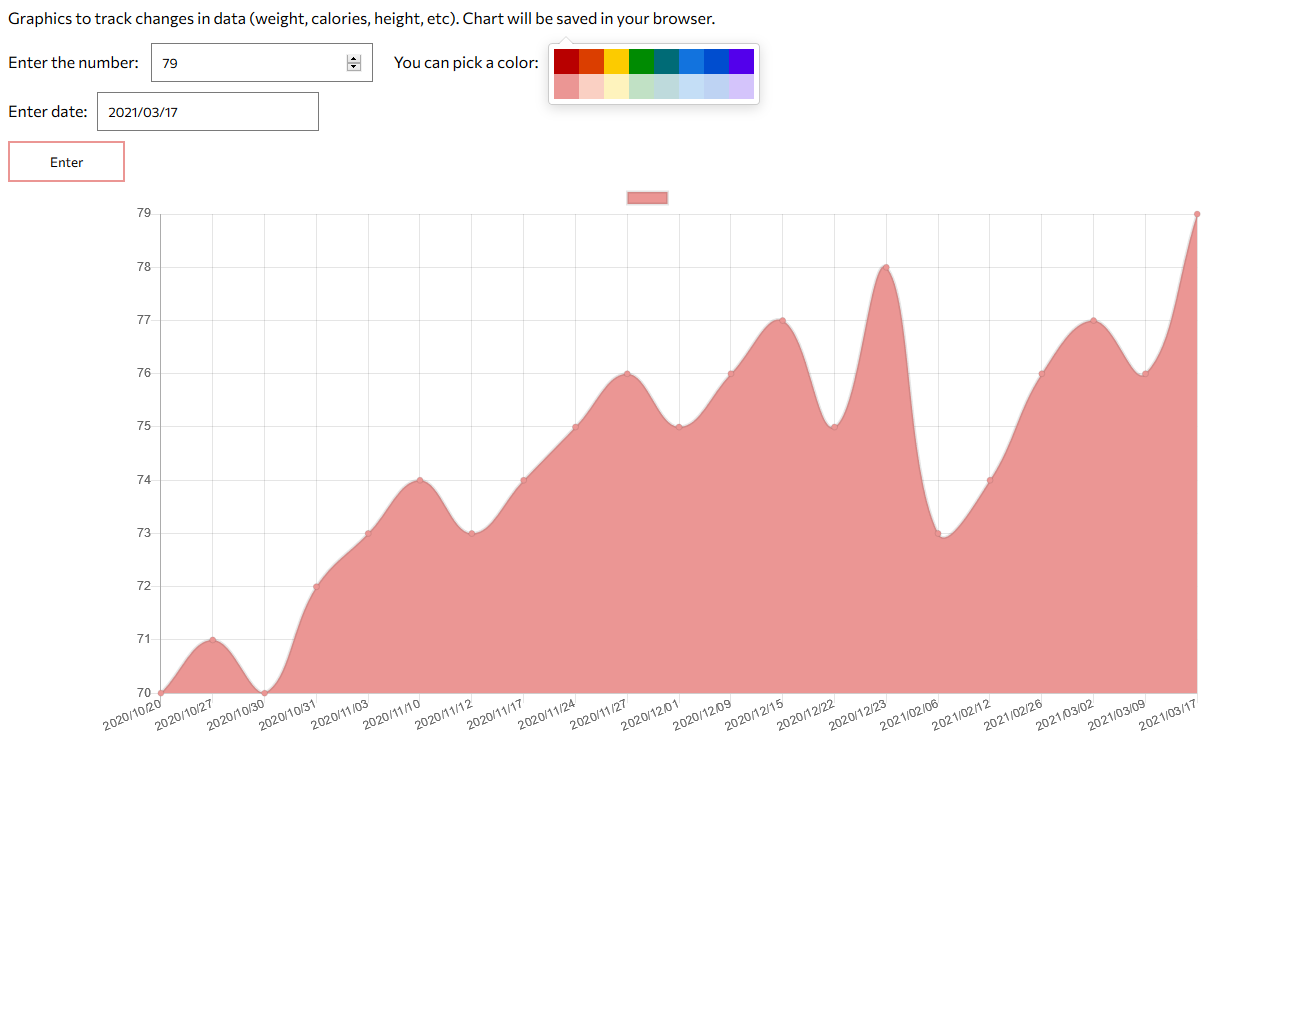 Graphics to track changes in data (weight, calories, height, etc). Chart will be saved in your browser.
Enter the number: 79 You can pick a color:
Enter date: 2021/03/17
Enter
79
78
77
76
75
74
73
72
71
70
2020/10/20 2020/10/27 2020/10/30 2020/10/31 2020/11/03 2020/11/10 2020/11/12 2020/11/17 2020/11/24 2020/11/27 2020/12/01 2020/12/09 2020/12/15 2020/12/22 2020/12/23 2021/02/06 2021/02/12 2021/02/26 2021/03/02 2021/03/09 2021/03/17